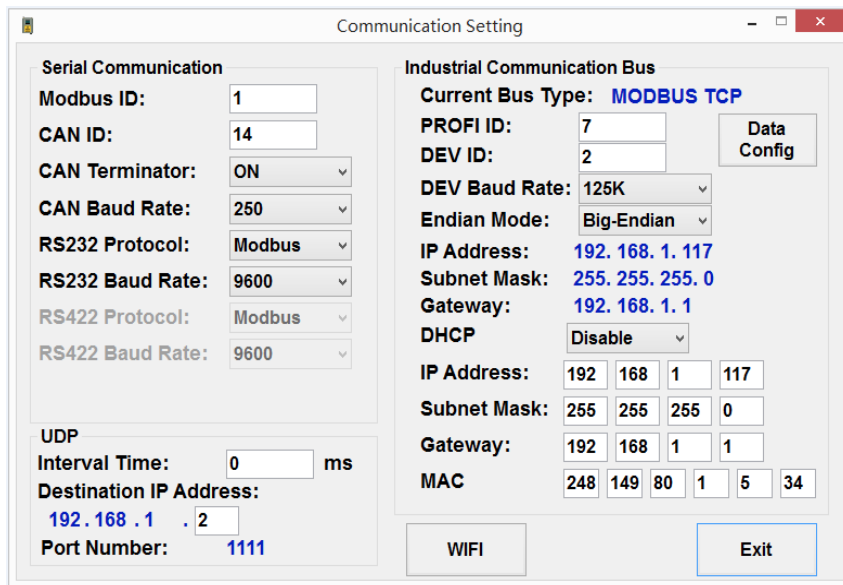 Communication Setting
Serial Communication
Modbus ID: 1
CAN ID: 14
CAN Terminator: ON
CAN Baud Rate: 250
RS232 Protocol: Modbus
RS232 Baud Rate: 9600
RS422 Protocol: Modbus
RS422 Baud Rate: 9600
UDP
Interval Time: 0 ms
Destination IP Address:
192.168.1.2
Port Number: 1111
Industrial Communication Bus
Current Bus Type: MODBUS TCP
PROFI ID: 7
DEV ID: 2
Data
Config
DEV Baud Rate: 125K
Endian Mode: Big-Endian
IP Address: 192. 168. 1. 117
Subnet Mask: 255. 255. 255. 0
Gateway: 192. 168. 1. 1
DHCP Disable
IP Address: 192 168 1 117
Subnet Mask: 255 255 255 0
Gateway: 192 168 1 1
MAC 248 149 80 1 5 34
WIFI
Exit